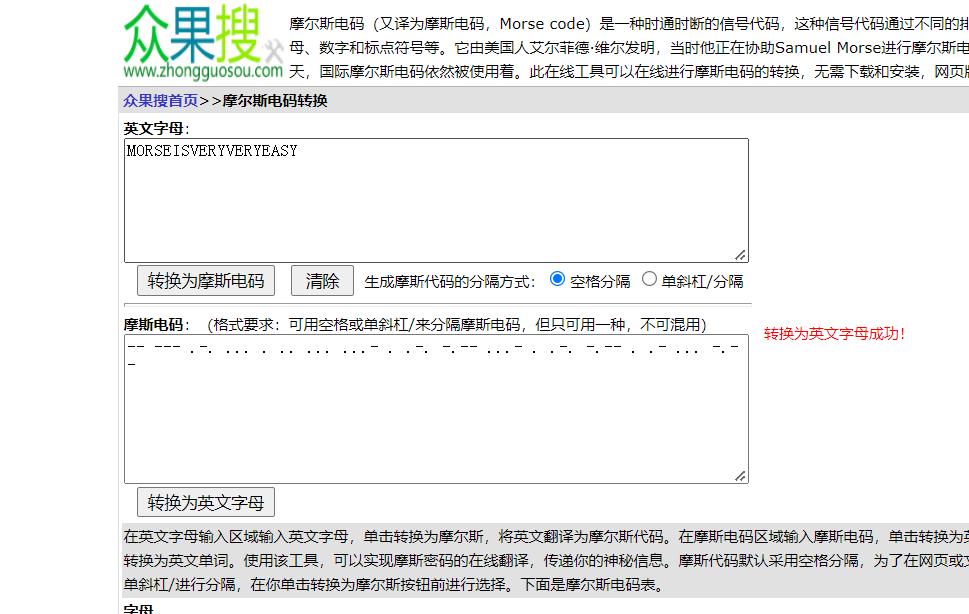 众果搜
www.zhongguosou.com
摩尔斯电码（又译为摩斯电码，Morse code）是一种时通时断的信号代码，这种信号代码通过不同的排
母、数字和标点符号等。它由美国人艾尔菲德·维尔发明，当时他正在协助Samuel Morse进行摩尔斯电
天，国际摩尔斯电码依然被使用着。此在线工具可以在线进行摩斯电码的转换，无需下载和安装，网页版
众果搜首页>>摩尔斯电码转换
英文字母：
MORSEISVERYVERYEASY
转换为摩斯电码 清除 生成摩斯代码的分隔方式： 空格分隔 单斜杠/分隔
摩斯电码：（格式要求：可用空格或单斜杠/来分隔摩斯电码，但只可用一种，不可混用）
-- --- .-. ... . .. ... ...- . .-. -.-- ...- . .-. -.-- . .- ... -.-
-
转换为英文字母成功！
转换为英文字母
在英文字母输入区域输入英文字母，单击转换为摩尔斯，将英文翻译为摩尔斯代码。在摩斯电码区域输入摩斯电码，单击转换为英
转换为英文单词。使用该工具，可以实现摩斯密码的在线翻译，传递你的神秘信息。摩斯代码默认采用空格分隔，为了在网页或文
单斜杠/进行分隔，在你单击转换为摩尔斯按钮前进行选择。下面是摩尔斯电码表。
字母